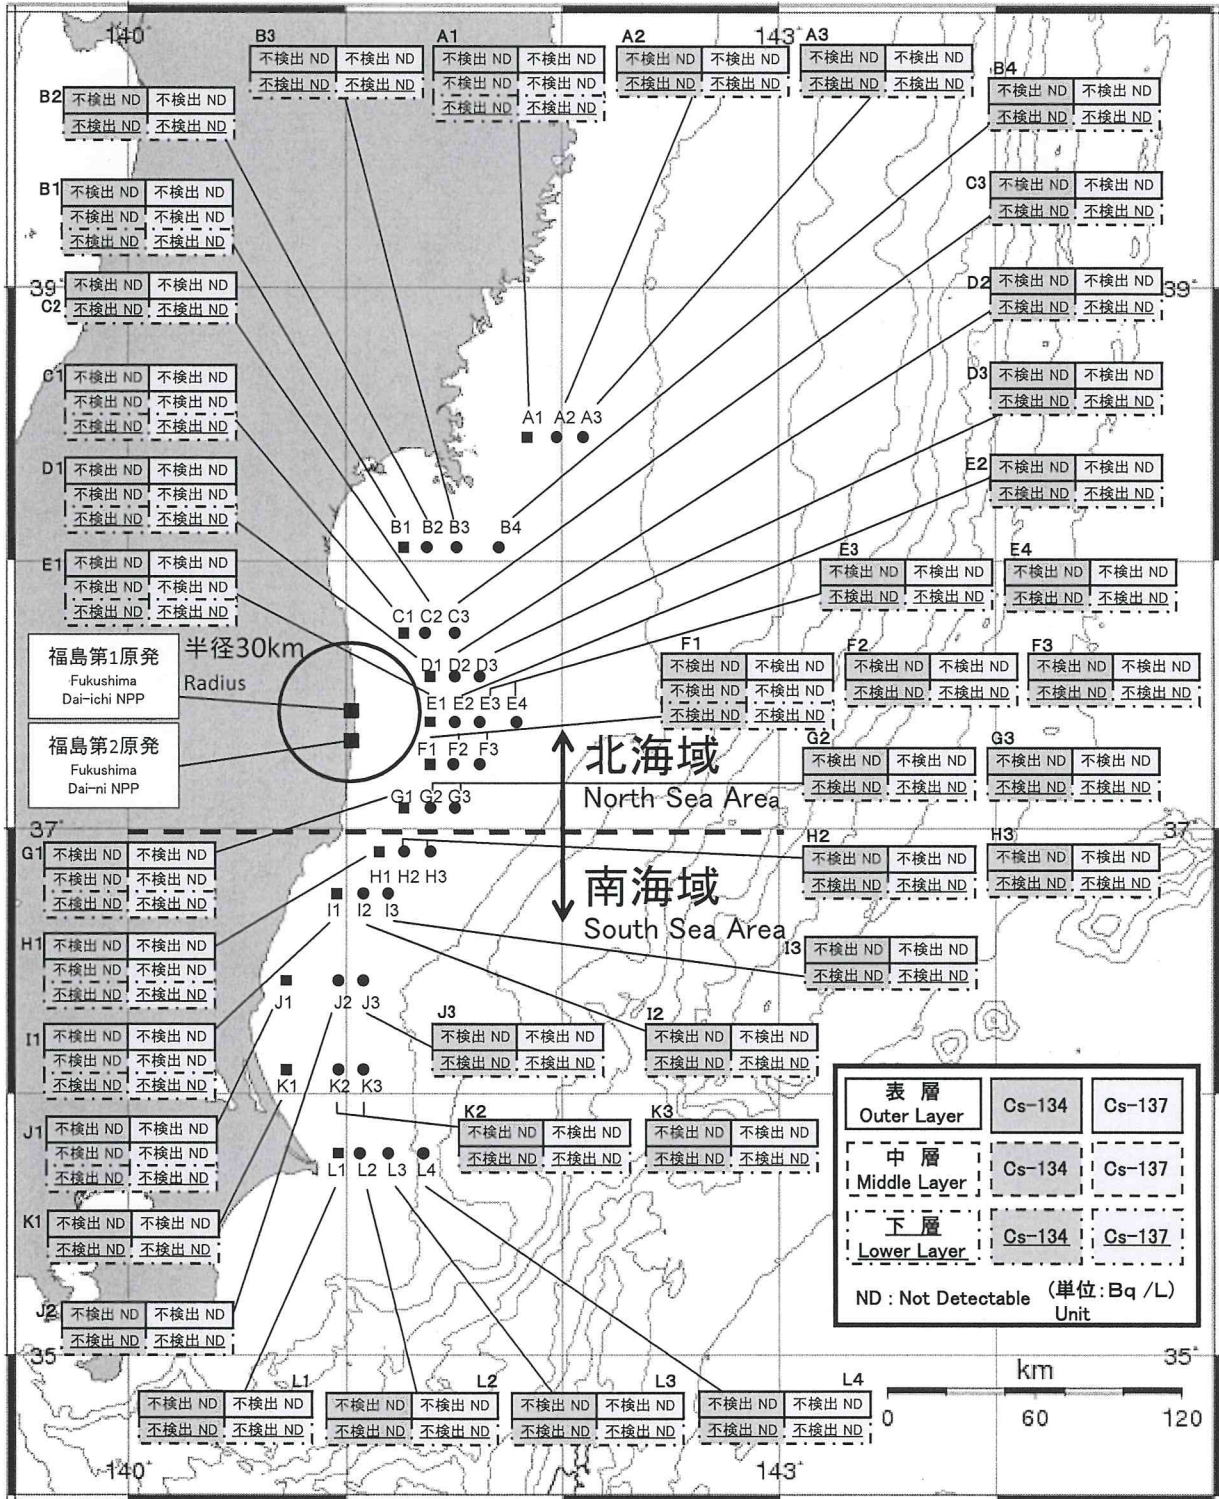 140°
143°
B3
不検出 ND 不検出 ND
不検出 ND 不検出 ND
A1
不検出 ND 不検出 ND
不検出 ND 不検出 ND
不検出 ND 不検出 ND
A2
不検出 ND 不検出 ND
不検出 ND 不検出 ND
A3
不検出 ND 不検出 ND
不検出 ND 不検出 ND
B4
不検出 ND 不検出 ND
不検出 ND 不検出 ND
B2
不検出 ND 不検出 ND
不検出 ND 不検出 ND
B1
不検出 ND 不検出 ND
不検出 ND 不検出 ND
不検出 ND 不検出 ND
C3
不検出 ND 不検出 ND
不検出 ND 不検出 ND
39°
39°
C2
不検出 ND 不検出 ND
不検出 ND 不検出 ND
D2
不検出 ND 不検出 ND
不検出 ND 不検出 ND
C1
不検出 ND 不検出 ND
不検出 ND 不検出 ND
不検出 ND 不検出 ND
D3
不検出 ND 不検出 ND
不検出 ND 不検出 ND
A1 A2 A3
D1
不検出 ND 不検出 ND
不検出 ND 不検出 ND
不検出 ND 不検出 ND
E2
不検出 ND 不検出 ND
不検出 ND 不検出 ND
B1 B2 B3 B4
E1
不検出 ND 不検出 ND
不検出 ND 不検出 ND
不検出 ND 不検出 ND
E3
不検出 ND 不検出 ND
不検出 ND 不検出 ND
E4
不検出 ND 不検出 ND
不検出 ND 不検出 ND
C1 C2 C3
福島第1原発
Fukushima
Dai-ichi NPP
半径30km
Radius
D1 D2 D3
F1
不検出 ND 不検出 ND
不検出 ND 不検出 ND
不検出 ND 不検出 ND
F2
不検出 ND 不検出 ND
不検出 ND 不検出 ND
F3
不検出 ND 不検出 ND
不検出 ND 不検出 ND
E1 E2 E3 E4
福島第2原発
Fukushima
Dai-ni NPP
F1 F2 F3
北海域
North Sea Area
G2
不検出 ND 不検出 ND
不検出 ND 不検出 ND
G3
不検出 ND 不検出 ND
不検出 ND 不検出 ND
G1 G2 G3
37°
37°
G1
不検出 ND 不検出 ND
不検出 ND 不検出 ND
不検出 ND 不検出 ND
H2
不検出 ND 不検出 ND
不検出 ND 不検出 ND
H3
不検出 ND 不検出 ND
不検出 ND 不検出 ND
H1 H2 H3
南海域
South Sea Area
I1 I2 I3
H1
不検出 ND 不検出 ND
不検出 ND 不検出 ND
不検出 ND 不検出 ND
I3
不検出 ND 不検出 ND
不検出 ND 不検出 ND
J1 J2 J3
I1
不検出 ND 不検出 ND
不検出 ND 不検出 ND
不検出 ND 不検出 ND
J3
不検出 ND 不検出 ND
不検出 ND 不検出 ND
I2
不検出 ND 不検出 ND
不検出 ND 不検出 ND
K1 K2 K3
J1
不検出 ND 不検出 ND
不検出 ND 不検出 ND
不検出 ND 不検出 ND
K2
不検出 ND 不検出 ND
不検出 ND 不検出 ND
K3
不検出 ND 不検出 ND
不検出 ND 不検出 ND
L1 L2 L3 L4
K1
不検出 ND 不検出 ND
不検出 ND 不検出 ND
J2
不検出 ND 不検出 ND
不検出 ND 不検出 ND
表 層
Outer Layer
Cs-134
Cs-137
中 層
Middle Layer
Cs-134
Cs-137
下 層
Lower Layer
Cs-134
Cs-137
ND : Not Detectable (単位:Bq /L)
Unit
35°
35°
km
0 60 120
L1
不検出 ND 不検出 ND
不検出 ND 不検出 ND
L2
不検出 ND 不検出 ND
不検出 ND 不検出 ND
L3
不検出 ND 不検出 ND
不検出 ND 不検出 ND
L4
不検出 ND 不検出 ND
不検出 ND 不検出 ND
140°
143°